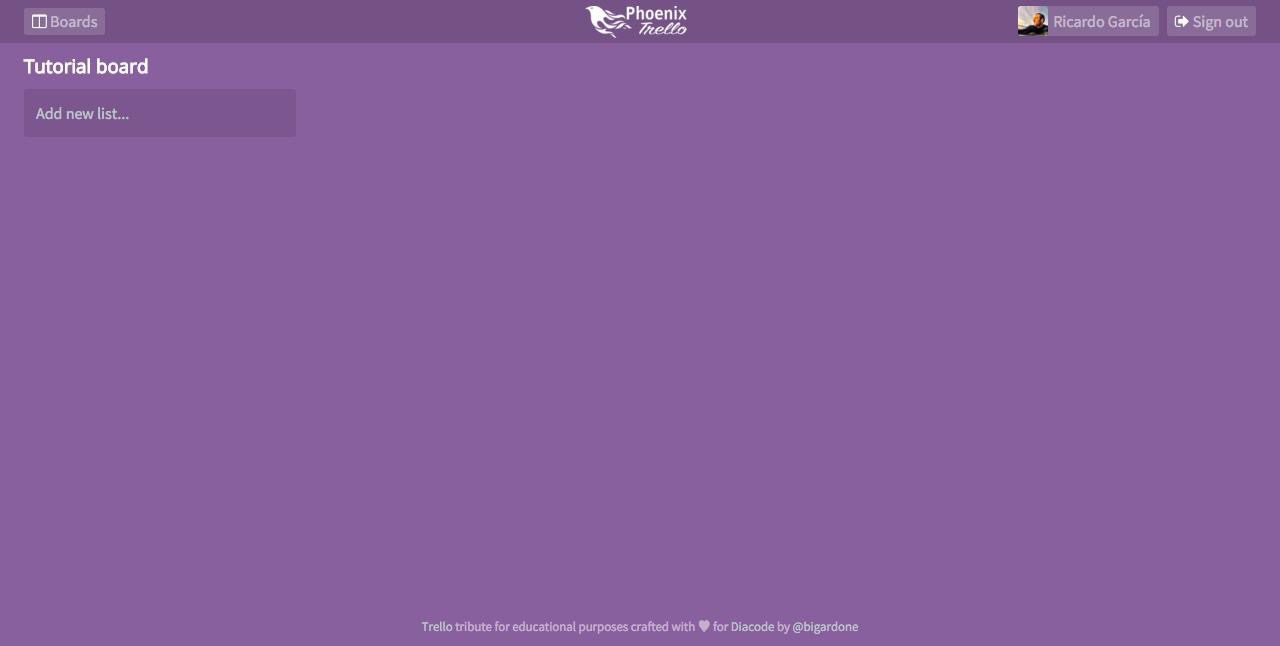 Boards
Phoenix
Trello
Ricardo García
Sign out
Tutorial board
Add new list...
Trello tribute for educational purposes crafted with ♥ for Diacode by @bigardone